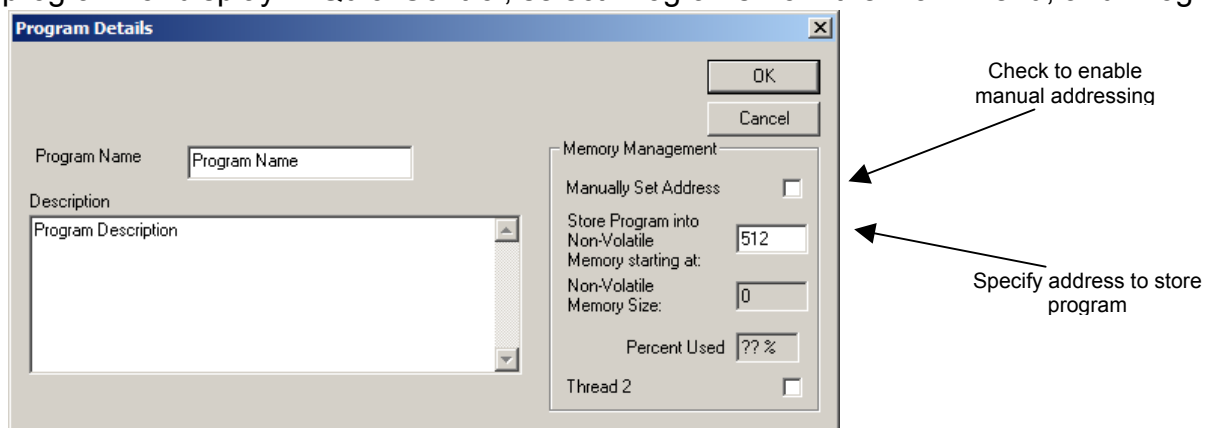 Program Details
OK
Cancel
Check to enable
manual addressing
Program Name
Program Name
Description
Program Description
Memory Management
Manually Set Address
Store Program into
Non-Volatile
Memory starting at:
512
Non-Volatile
Memory Size:
0
Percent Used
?? %
Thread 2
Specify address to store
program